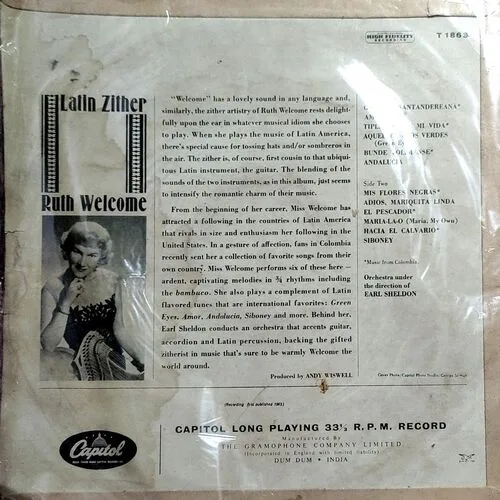 HIGH FIDELITY
RECORDING
T 1863
Latin Zither
Ruth Welcome
"Welcome" has a lovely sound in any language and,
similarly, the zither artistry of Ruth Welcome rests delight-
fully upon the ear in whatever musical idiom she chooses
to play. When she plays the music of Latin America,
there's special cause for tossing hats and/or sombreros in
the air. The zither is, of course, first cousin to that ubiqui-
tous Latin instrument, the guitar. The blending of the
sounds of the two instruments, as in this album, just seems
to intensify the romantic charm of their music.
From the beginning of her career, Miss Welcome has
attracted a following in the countries of Latin America
that rivals in size and enthusiasm her following in the
United States. In a gesture of affection, fans in Colombia
recently sent her a collection of favorite songs from their
own country. Miss Welcome performs six of these here —
ardent, captivating melodies in ¾ rhythms including
the bambuco. She also plays a complement of Latin
flavored tunes that are international favorites: Green
Eyes, Amor, Andalucia, Siboney and more. Behind her,
Earl Sheldon conducts an orchestra that accents guitar,
accordion and Latin percussion, backing the gifted
zitherist in music that's sure to be warmly Welcome the
world around.
Produced by ANDY WISWELL
SANTANDEREANA*
MI VIDA*
VERDES
BUNDE
ANDALUCIA
Side Two
MIS FLORES NEGRAS*
ADIOS, MARIQUITA LINDA
EL PESCADOR*
MARIA-LA-O (Maria, My Own)
HACIA EL CALVARIO*
SIBONEY
*Music from Colombia
Orchestra under
the direction of
EARL SHELDON
Cover Photo/Capitol Photo Studio
(Recording first published
CAPITOL LONG PLAYING 33⅓ R.P.M. RECORD
Manufactured By
THE GRAMOPHONE COMPANY LIMITED
(Incorporated in England with limited liability)
DUM DUM • INDIA
Capitol